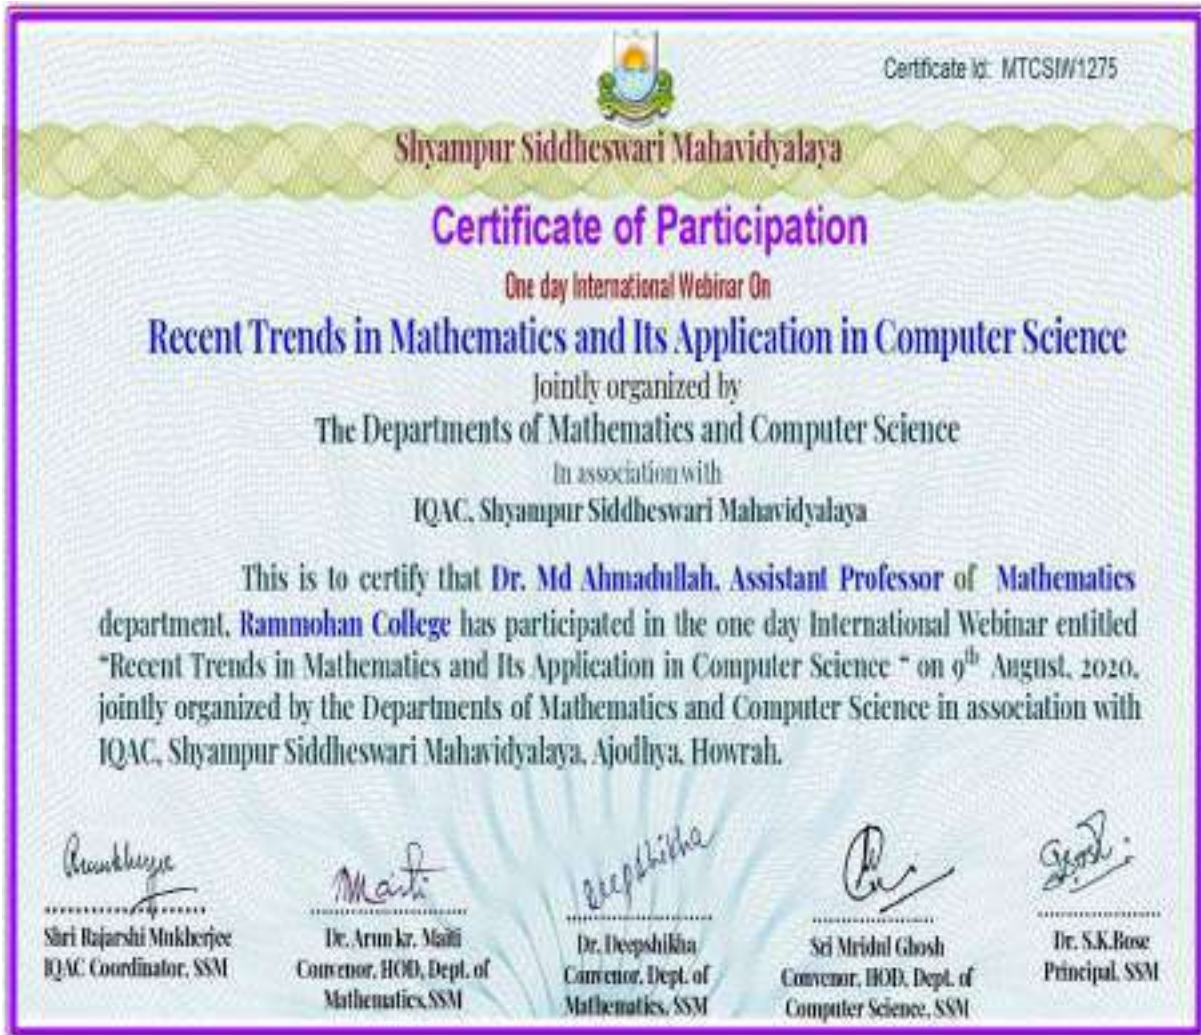 Certificate Id: MTCSIW1275
Shyampur Siddheswari Mahavidyalaya
Certificate of Participation
One day International Webinar On
Recent Trends in Mathematics and Its Application in Computer Science
Jointly organized by
The Departments of Mathematics and Computer Science
In association with
IQAC, Shyampur Siddheswari Mahavidyalaya
This is to certify that Dr. Md Ahmadullah, Assistant Professor of Mathematics
department, Rammohan College has participated in the one day International Webinar entitled
"Recent Trends in Mathematics and Its Application in Computer Science " on 9th August, 2020,
jointly organized by the Departments of Mathematics and Computer Science in association with
IQAC, Shyampur Siddheswari Mahavidyalaya, Ajodhya, Howrah.
Rmukherjee
Maiti
Deepshikha
Shri Rajarshi Mukherjee
IQAC Coordinator, SSM
Dr. Arun kr. Maiti
Convenor, HOD, Dept. of
Mathematics, SSM
Dr. Deepshikha
Convenor, Dept. of
Mathematics, SSM
Sri Mridul Ghosh
Convenor, HOD, Dept. of
Computer Science, SSM
Dr. S.K.Bose
Principal, SSM